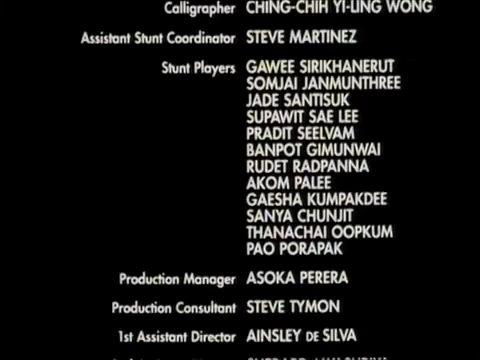 Calligrapher CHING-CHIH YI-LING WONG
Assistant Stunt Coordinator STEVE MARTINEZ
Stunt Players GAWEE SIRIKHANERUT
SOMJAI JANMUNTHREE
JADE SANTISUK
SUPAWIT SAE LEE
PRADIT SEELVAM
BANPOT GIMUNWAI
RUDET RADPANNA
AKOM PALEE
GAESHA KUMPAKDEE
SANYA CHUNJIT
THANACHAI OOPKUM
PAO PORAPAK
Production Manager ASOKA PERERA
Production Consultant STEVE TYMON
1st Assistant Director AINSLEY DE SILVA